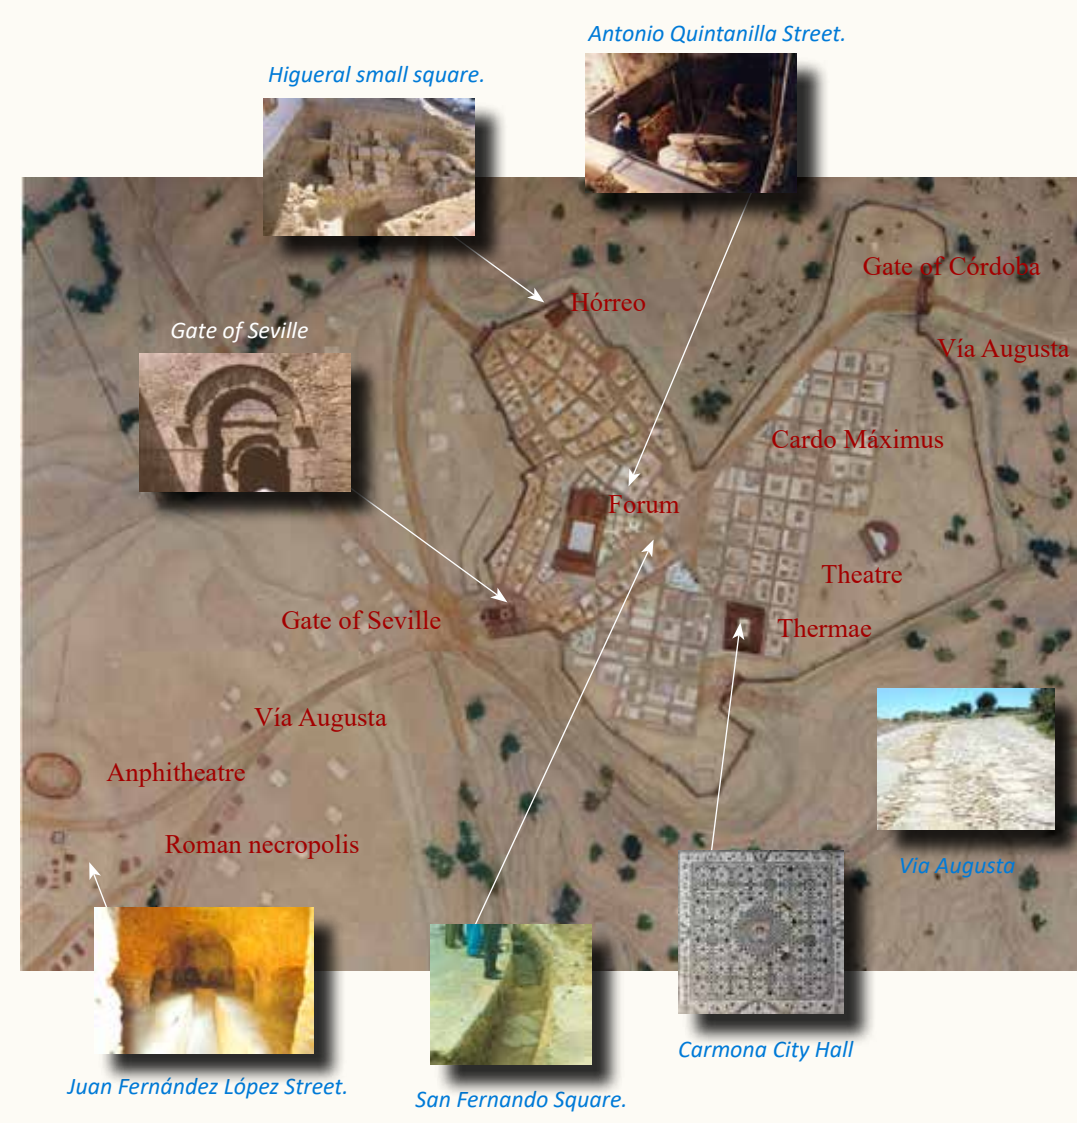 Antonio Quintanilla Street.
Higueral small square.
Gate of Córdoba
Hórreo
Gate of Seville
Vía Augusta
Cardo Máximus
Forum
Theatre
Gate of Seville
Thermae
Vía Augusta
Anphitheatre
Roman necropolis
Via Augusta
Carmona City Hall
Juan Fernández López Street.
San Fernando Square.